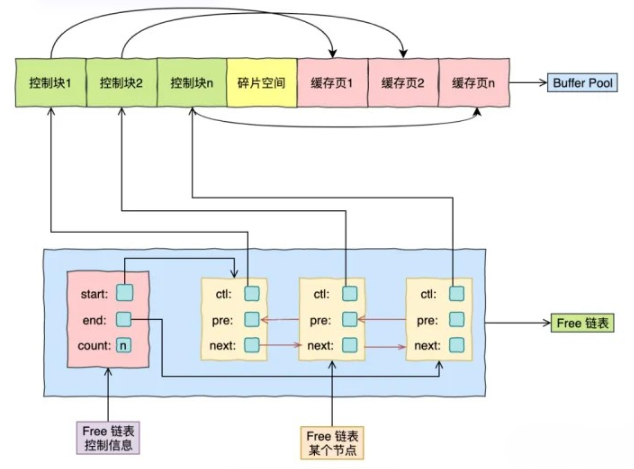 控制块1
控制块2
控制块n
碎片空间
缓存页1
缓存页2
缓存页n
Buffer Pool
start:
end:
count: n
ctl:
pre:
next:
ctl:
pre:
next:
ctl:
pre:
next:
Free 链表
Free 链表
控制信息
Free 链表
某个节点